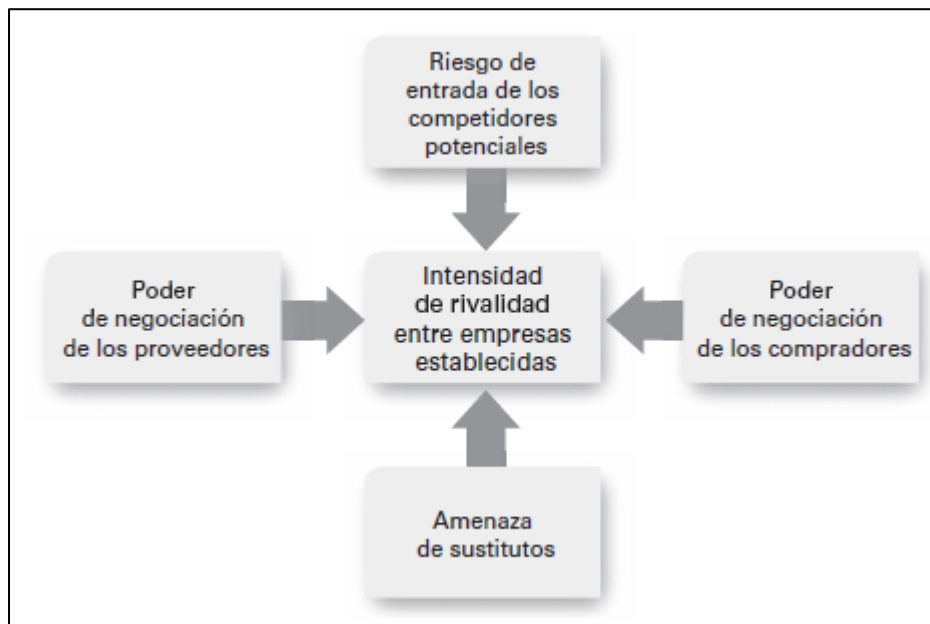 Riesgo de
entrada de los
competidores
potenciales
Poder
de negociación
de los proveedores
Intensidad
de rivalidad
entre empresas
establecidas
Poder
de negociación
de los compradores
Amenaza
de sustitutos